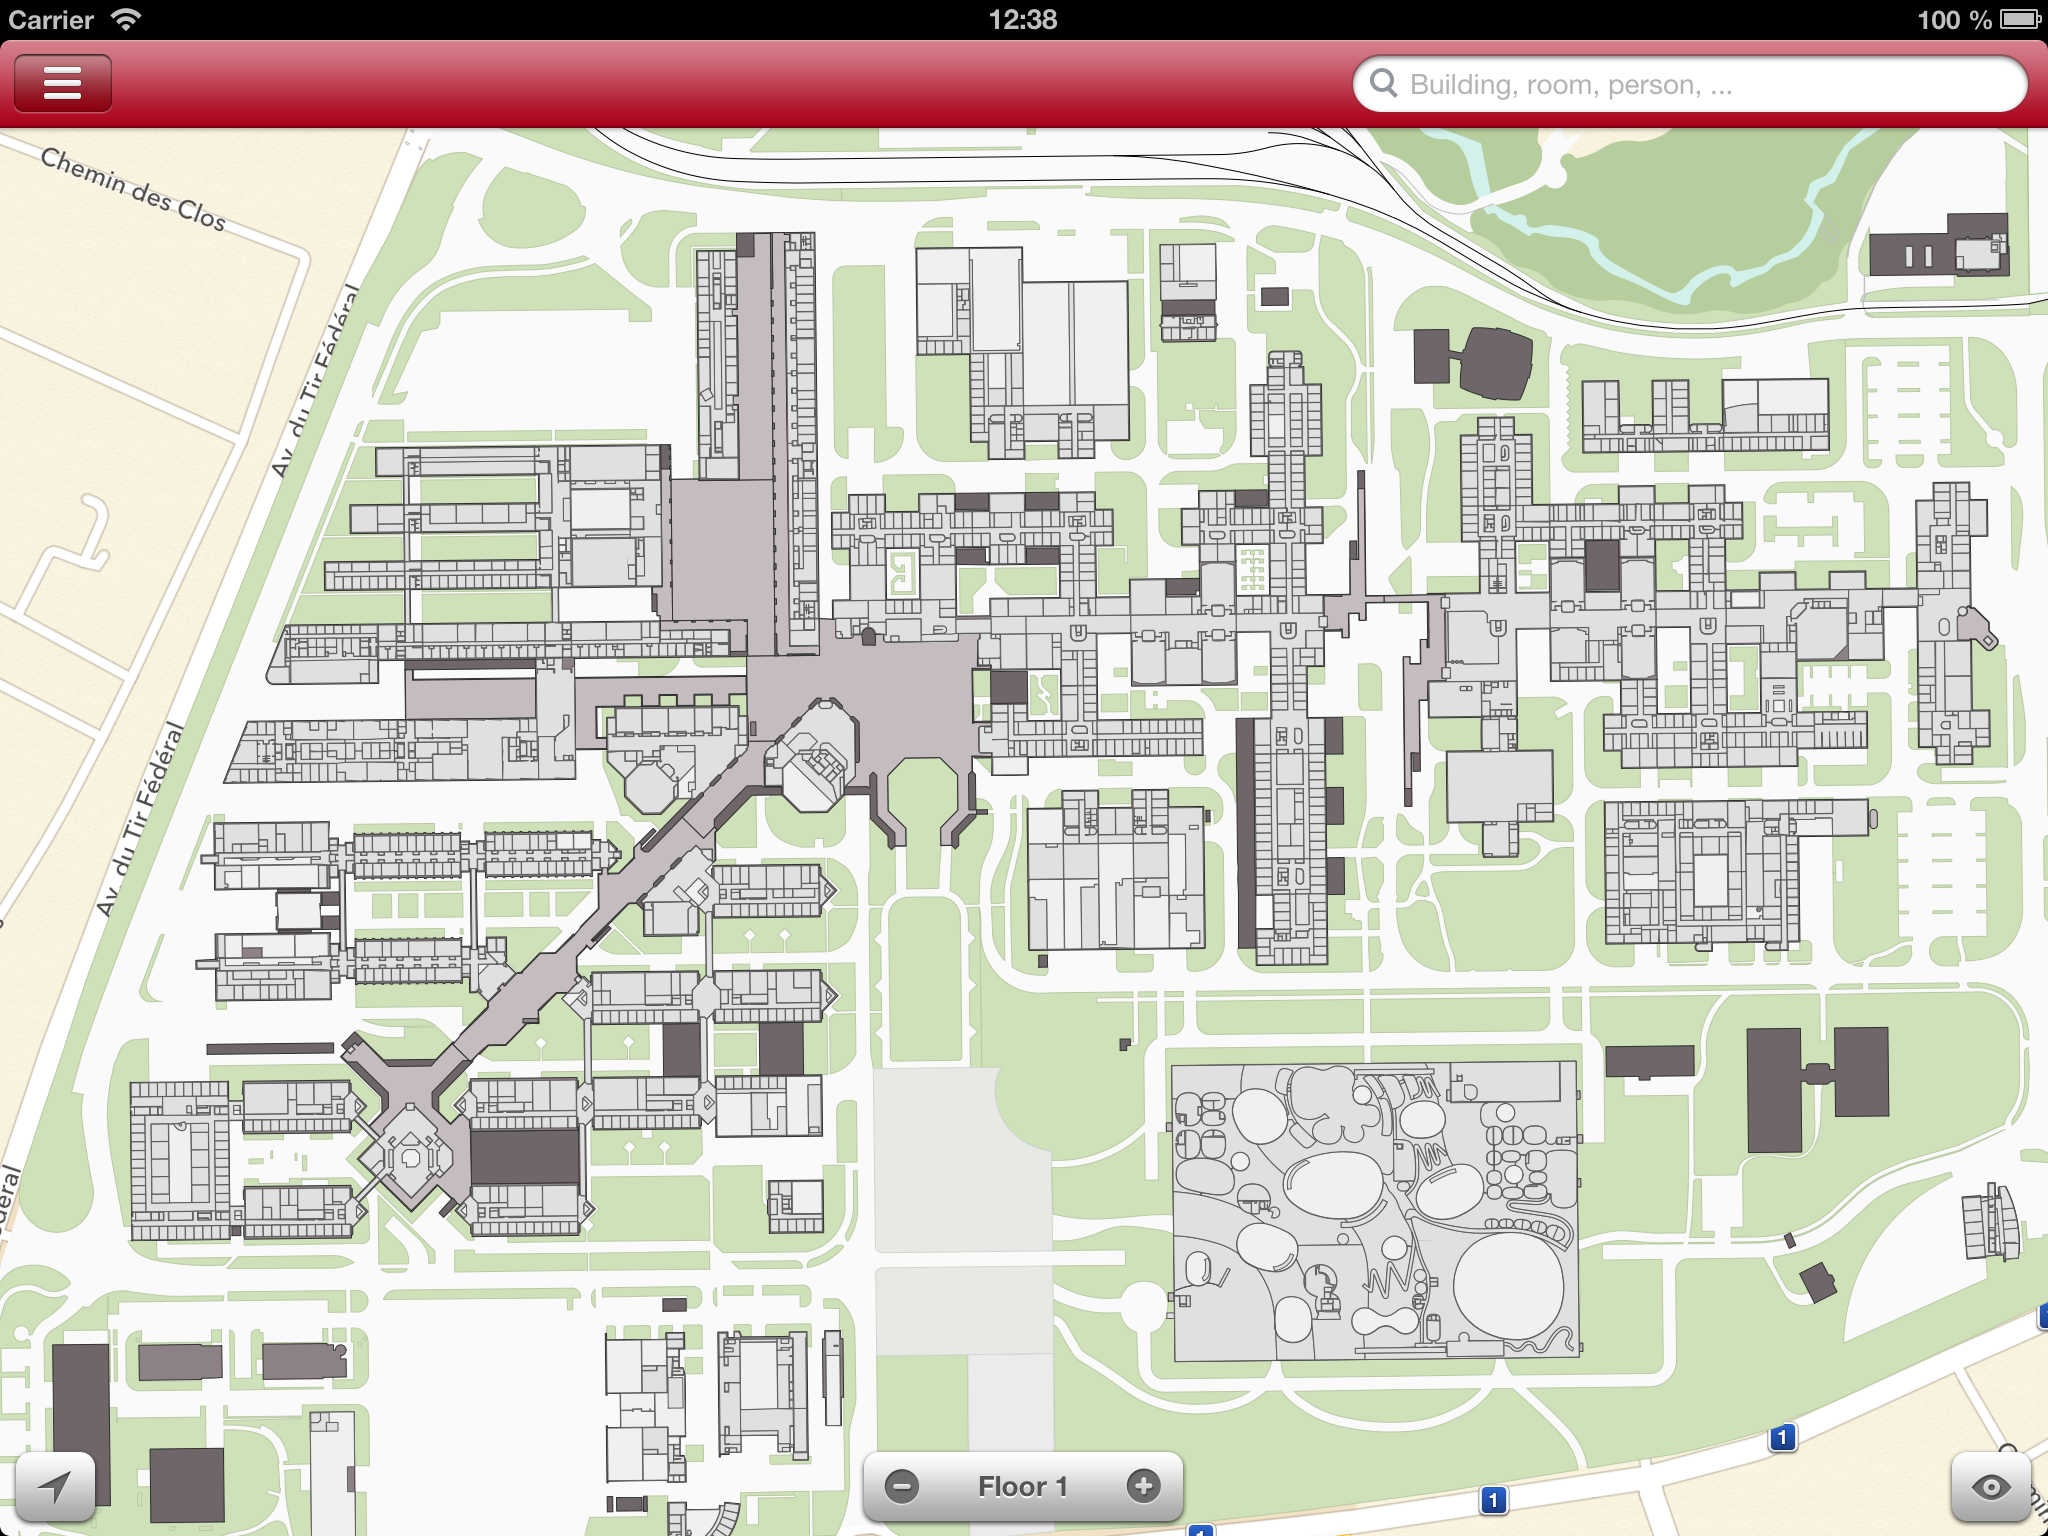 Carrier
12:38
100 %
Building, room, person, ...
Chemin des Clos
Av. du Tir Fédéral
Av. du Tir Fédéral
Floor 1
1
1
1